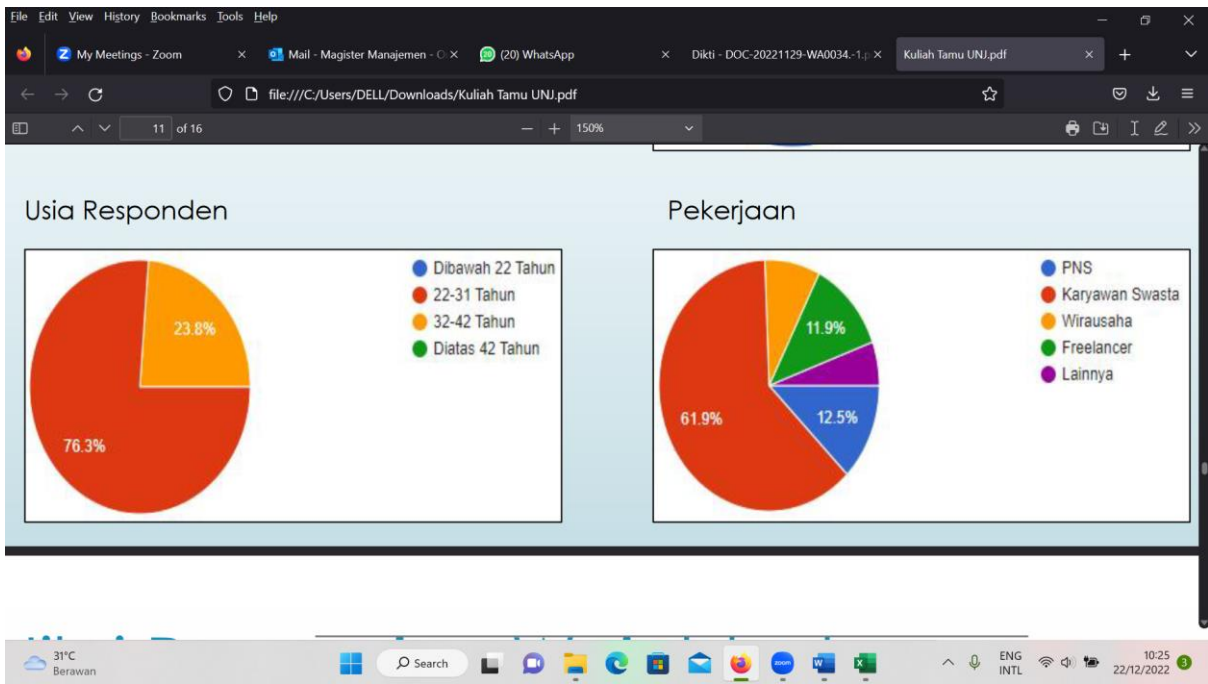 File Edit View History Bookmarks Tools Help
My Meetings - Zoom
Mail - Magister Manajemen - O
(20) WhatsApp
Dikti - DOC-20221129-WA0034.-1.p
Kuliah Tamu UNJ.pdf
file:///C:/Users/DELL/Downloads/Kuliah Tamu UNJ.pdf
11 of 16
150%
Usia Responden
23.8%
76.3%
Dibawah 22 Tahun
22-31 Tahun
32-42 Tahun
Diatas 42 Tahun
Pekerjaan
11.9%
61.9%
12.5%
PNS
Karyawan Swasta
Wirausaha
Freelancer
Lainnya
31°C
Berawan
Search
ENG
INTL
10:25
22/12/2022
3